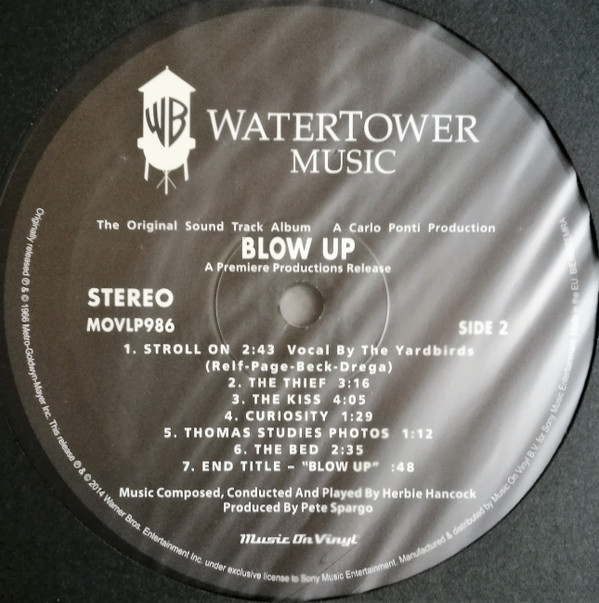 WB
WATERTOWER
MUSIC
The Original Sound Track Album A Carlo Ponti Production
BLOW UP
A Premiere Productions Release
STEREO
MOVLP986
SIDE 2
1. STROLL ON 2:43 Vocal By The Yardbirds
(Relf-Page-Beck-Drega)
2. THE THIEF 3:16
3. THE KISS 4:05
4. CURIOSITY 1:29
5. THOMAS STUDIES PHOTOS 1:12
6. THE BED 2:35
7. END TITLE – "BLOW UP" :48
Music Composed, Conducted And Played By Herbie Hancock
Produced By Pete Spargo
Music On Vinyl
Originally released ℗ & © 1966 Metro-Goldwyn-Mayer Inc. This release ℗ & © 2014 Warner Bros. Entertainment Inc. under exclusive license to Sony Music Entertainment. Manufactured & distributed by Music On Vinyl B.V. for Sony Music Entertainment the EU.